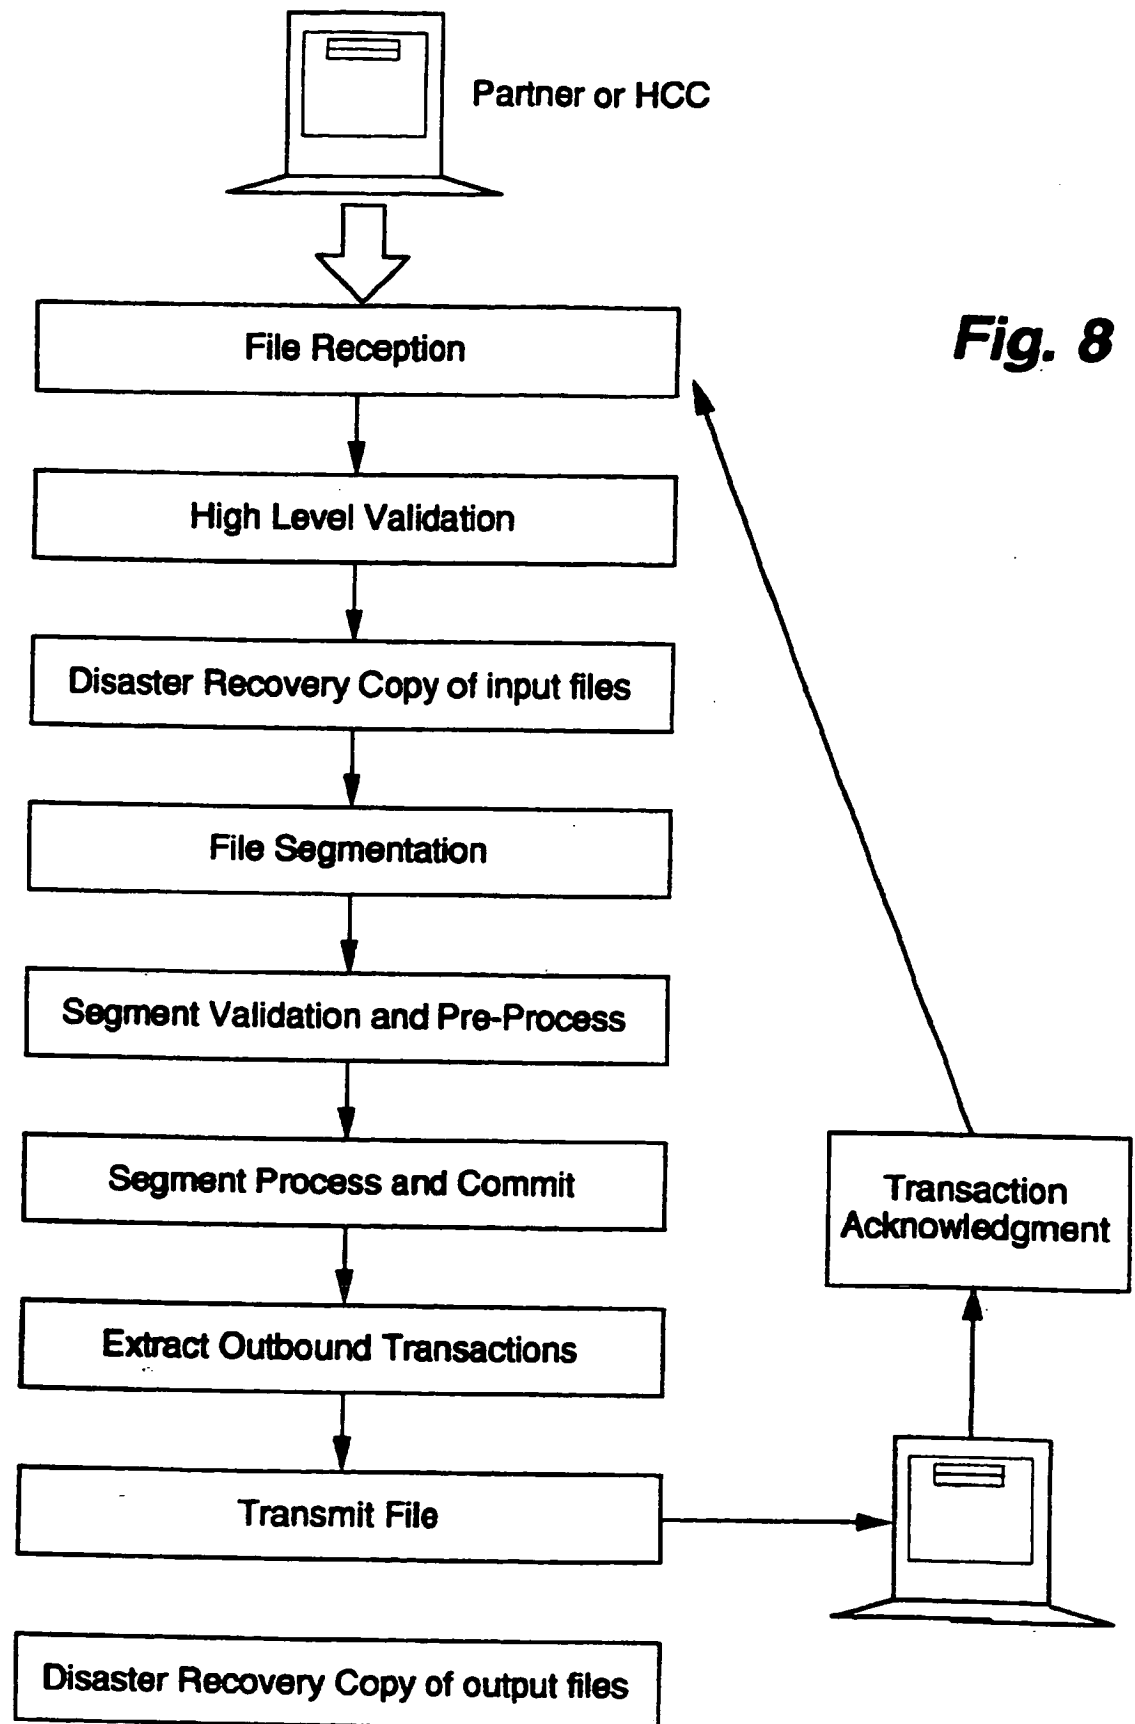 Partner or HCC
File Reception
Fig. 8
High Level Validation
Disaster Recovery Copy of input files
File Segmentation
Segment Validation and Pre-Process
Segment Process and Commit
Transaction
Acknowledgment
Extract Outbound Transactions
Transmit File
Disaster Recovery Copy of output files